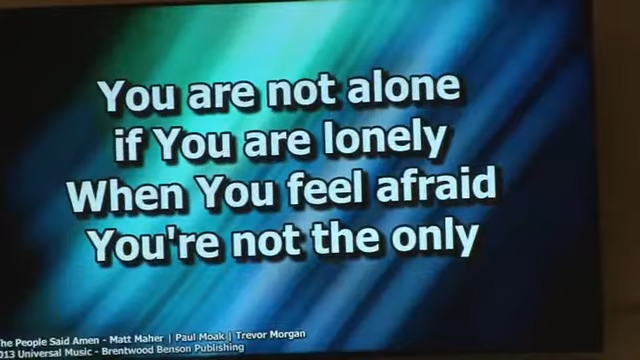 You are not alone
if You are lonely
When You feel afraid
You're not the only
he People Said Amen - Matt Maher | Paul Moak | Trevor Morgan
013 Universal Music - Brentwood Benson Publishing